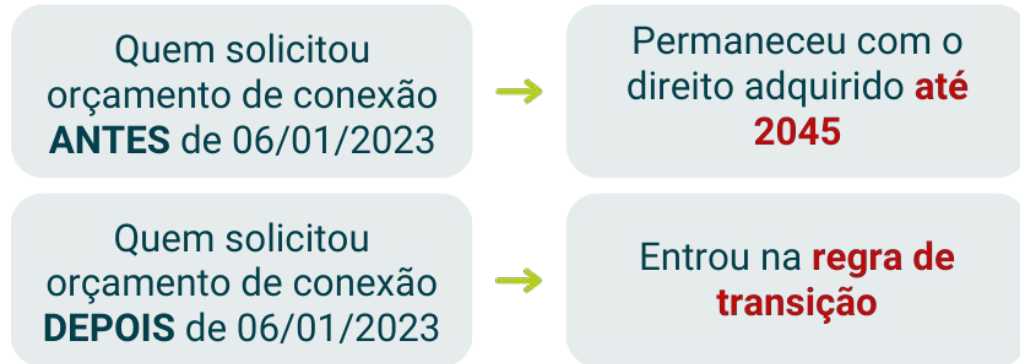 Quem solicitou
orçamento de conexão
ANTES de 06/01/2023
Permaneceu com o
direito adquirido até
2045
Quem solicitou
orçamento de conexão
DEPOIS de 06/01/2023
Entrou na regra de
transição